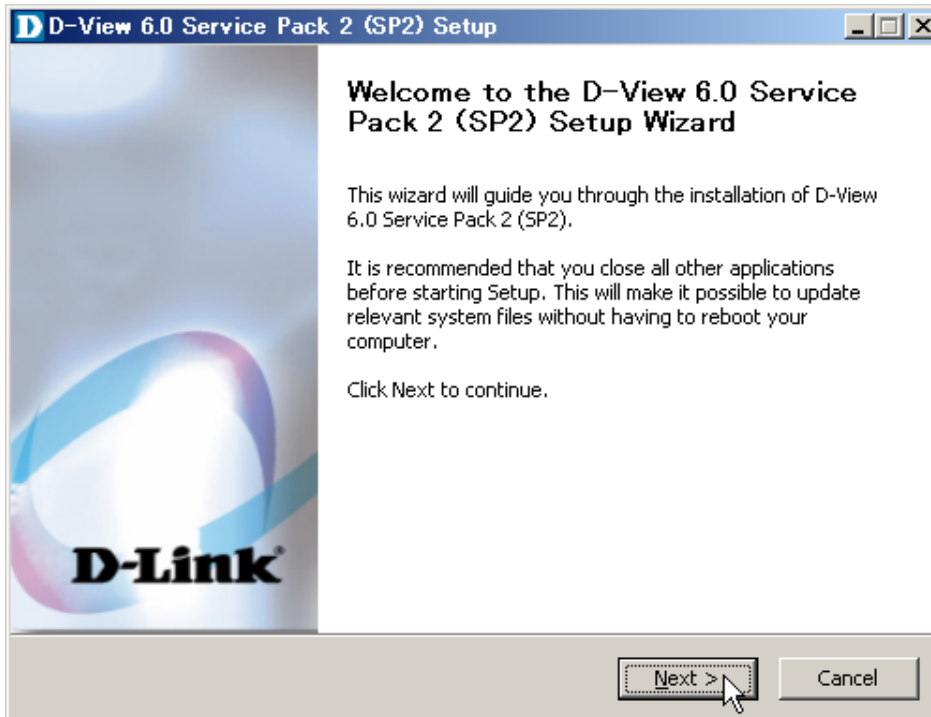 D-View 6.0 Service Pack 2 (SP2) Setup
Welcome to the D-View 6.0 Service
Pack 2 (SP2) Setup Wizard
This wizard will guide you through the installation of D-View
6.0 Service Pack 2 (SP2).
It is recommended that you close all other applications
before starting Setup. This will make it possible to update
relevant system files without having to reboot your
computer.
Click Next to continue.
D-Link
Next >
Cancel